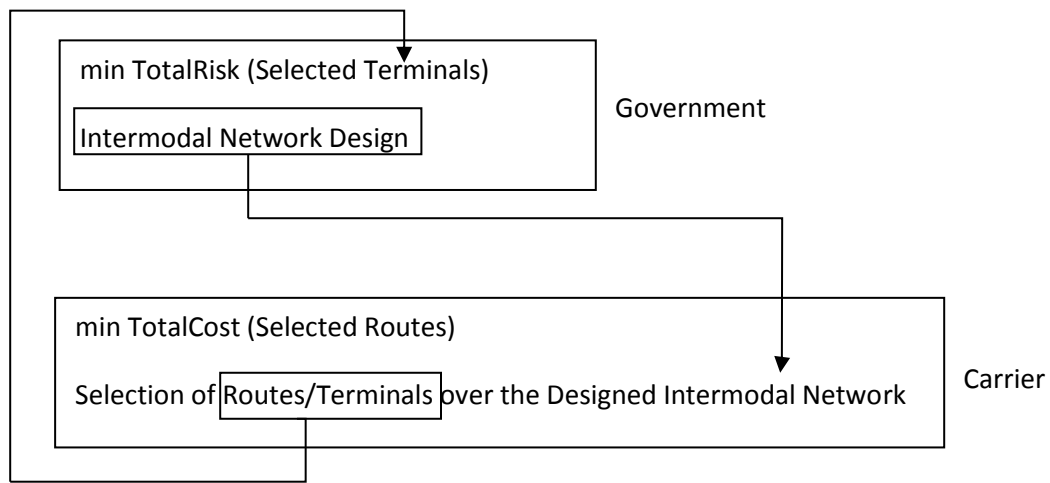 min TotalRisk (Selected Terminals)
Government
Intermodal Network Design
min TotalCost (Selected Routes)
Carrier
Selection of Routes/Terminals over the Designed Intermodal Network